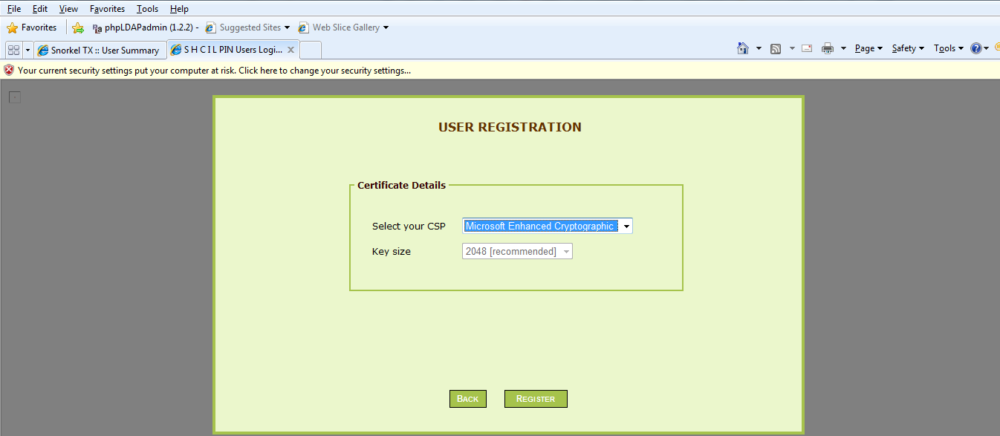 File Edit View Favorites Tools Help
Favorites phpLDAPadmin (1.2.2) - Suggested Sites Web Slice Gallery
Snorkel TX :: User Summary S H C I L PIN Users Logi... Page Safety Tools
Your current security settings put your computer at risk. Click here to change your security settings...
USER REGISTRATION
Certificate Details
Select your CSP Microsoft Enhanced Cryptographic
Key size 2048 [recommended]
BACK REGISTER